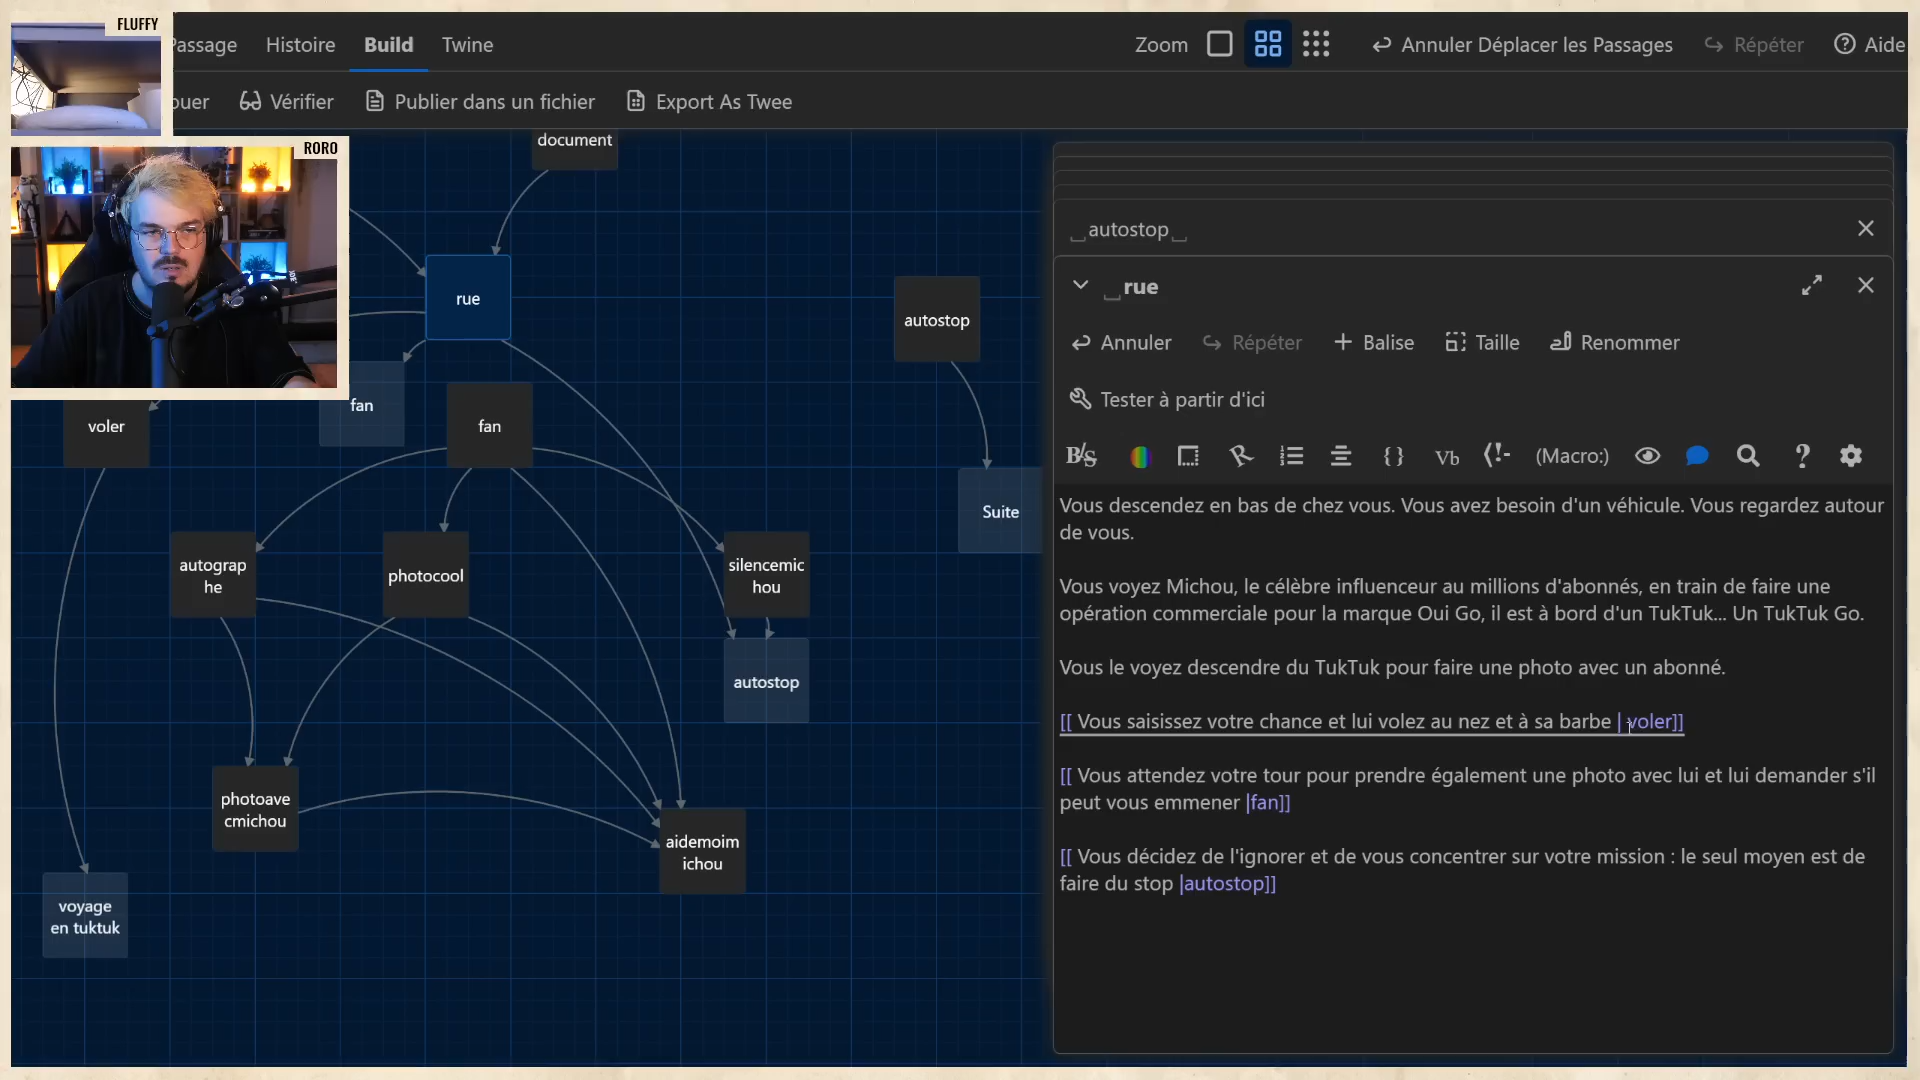 FLUFFY
RORO
Passage
Histoire
Build
Twine
Zoom
Annuler Déplacer les Passages
Répéter
Aide
ouer
Vérifier
Publier dans un fichier
Export As Twee
document
rue
fan
voler
fan
autostop
Suite
autograp
he
photocool
silencemic
hou
autostop
photoave
cmichou
aidemoim
ichou
voyage
en tuktuk
␣autostop␣
␣rue
Annuler
Répéter
Balise
Taille
Renommer
Tester à partir d'ici
(Macro:)
Vous descendez en bas de chez vous. Vous avez besoin d'un véhicule. Vous regardez autour
de vous.
Vous voyez Michou, le célèbre influenceur au millions d'abonnés, en train de faire une
opération commerciale pour la marque Oui Go, il est à bord d'un TukTuk... Un TukTuk Go.
Vous le voyez descendre du TukTuk pour faire une photo avec un abonné.
[[ Vous saisissez votre chance et lui volez au nez et à sa barbe | voler]]
[[ Vous attendez votre tour pour prendre également une photo avec lui et lui demander s'il
peut vous emmener |fan]]
[[ Vous décidez de l'ignorer et de vous concentrer sur votre mission : le seul moyen est de
faire du stop |autostop]]